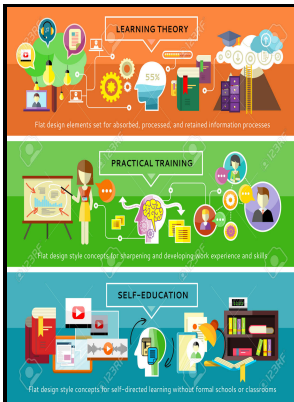 LEARNING THEORY
55%
Flat design elements set for absorbed, processed, and retained information processes
PRACTICAL TRAINING
Flat design style concepts for sharpening and developing work experience and skills
SELF-EDUCATION
Flat design style concepts for self-directed learning without formal schools or classrooms
123RF